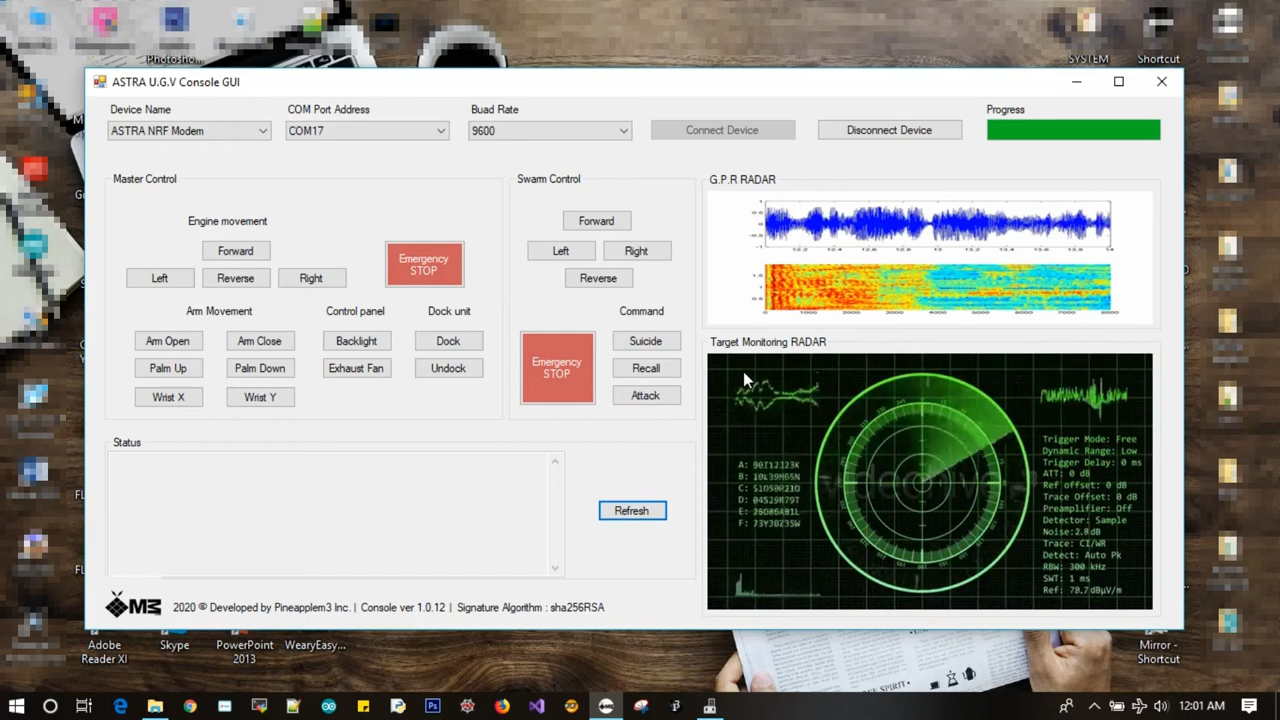 Photosho...
SYSTEM
Shortcut
ASTRA U.G.V Console GUI
Device Name
COM Port Address
Buad Rate
Progress
ASTRA NRF Modem
COM17
9600
Connect Device
Disconnect Device
Master Control
Swarm Control
G.P.R RADAR
Engine movement
Forward
Left
Reverse
Right
Emergency
STOP
Forward
Left
Right
Reverse
Arm Movement
Control panel
Dock unit
Command
Arm Open
Arm Close
Backlight
Dock
Suicide
Palm Up
Palm Down
Exhaust Fan
Undock
Recall
Wrist X
Wrist Y
Attack
Emergency
STOP
Target Monitoring RADAR
Trigger Mode: Free
Dynamic Range: Low
Trigger Delay: 0 ms
ATT: 0 dB
Ref offset: 0 dB
Trace Offset: 0 dB
Preamplifier: Off
Detector: Sample
Noise:2.8dB
Trace: CI/WR
Detect: Auto Pk
RBW: 300 kHz
SWT: 1 ms
Ref: 70.7dBμV/m
Status
Refresh
M3
2020 © Developed by Pineapplem3 Inc. | Console ver 1.0.12 | Signature Algorithm : sha256RSA
Adobe
Reader XI
Skype
PowerPoint
2013
WearyEasy...
Mirror -
Shortcut
12:01 AM